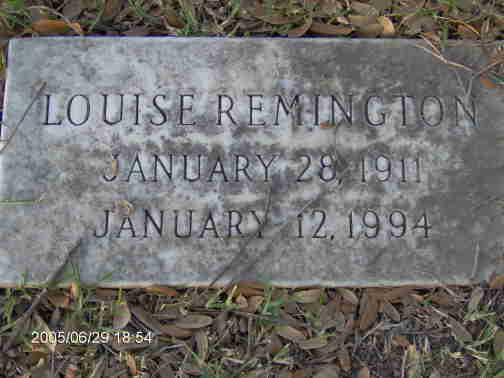 LOUISE REMINGTON
JANUARY 28, 1911
JANUARY 12, 1994
2005/06/29 18:54